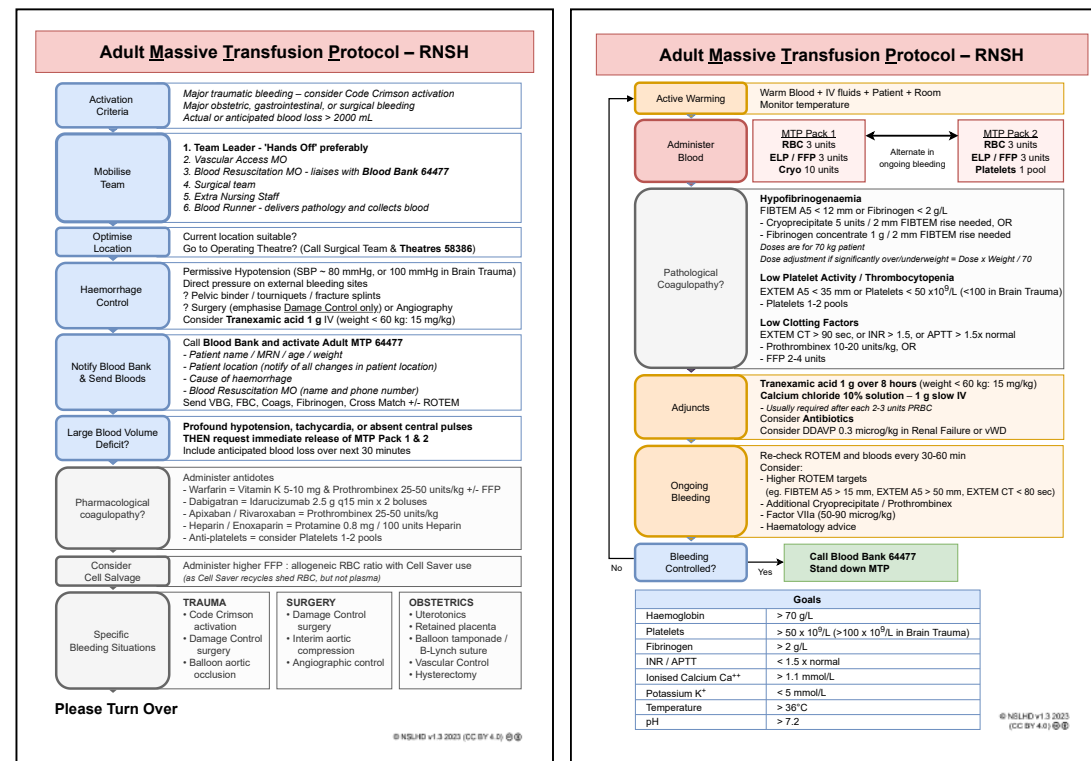 Adult Massive Transfusion Protocol – RNSH
Activation
Criteria
Major traumatic bleeding – consider Code Crimson activation
Major obstetric, gastrointestinal, or surgical bleeding
Actual or anticipated blood loss > 2000 mL
Mobilise
Team
1. Team Leader - 'Hands Off' preferably
2. Vascular Access MO
3. Blood Resuscitation MO - liaises with Blood Bank 64477
4. Surgical team
5. Extra Nursing Staff
6. Blood Runner - delivers pathology and collects blood
Optimise
Location
Current location suitable?
Go to Operating Theatre? (Call Surgical Team & Theatres 58386)
Haemorrhage
Control
Permissive Hypotension (SBP ~ 80 mmHg, or 100 mmHg in Brain Trauma)
Direct pressure on external bleeding sites
? Pelvic binder / tourniquets / fracture splints
? Surgery (emphasise Damage Control only) or Angiography
Consider Tranexamic acid 1 g IV (weight < 60 kg: 15 mg/kg)
Notify Blood Bank
& Send Bloods
Call Blood Bank and activate Adult MTP 64477
- Patient name / MRN / age / weight
- Patient location (notify of all changes in patient location)
- Cause of haemorrhage
- Blood Resuscitation MO (name and phone number)
Send VBG, FBC, Coags, Fibrinogen, Cross Match +/- ROTEM
Large Blood Volume
Deficit?
Profound hypotension, tachycardia, or absent central pulses
THEN request immediate release of MTP Pack 1 & 2
Include anticipated blood loss over next 30 minutes
Pharmacological
coagulopathy?
Administer antidotes
- Warfarin = Vitamin K 5-10 mg & Prothrombinex 25-50 units/kg +/- FFP
- Dabigatran = Idarucizumab 2.5 g q15 min x 2 boluses
- Apixaban / Rivaroxaban = Prothrombinex 25-50 units/kg
- Heparin / Enoxaparin = Protamine 0.8 mg / 100 units Heparin
- Anti-platelets = consider Platelets 1-2 pools
Consider
Cell Salvage
Administer higher FFP : allogeneic RBC ratio with Cell Saver use
(as Cell Saver recycles shed RBC, but not plasma)
Specific
Bleeding Situations
TRAUMA
• Code Crimson
activation
• Damage Control
surgery
• Balloon aortic
occlusion
SURGERY
• Damage Control
surgery
• Interim aortic
compression
• Angiographic control
OBSTETRICS
• Uterotonics
• Retained placenta
• Balloon tamponade /
B-Lynch suture
• Vascular Control
• Hysterectomy
Please Turn Over
© NSLHD v1.3 2023 (CC BY 4.0)
Adult Massive Transfusion Protocol – RNSH
Active Warming
Warm Blood + IV fluids + Patient + Room
Monitor temperature
Administer
Blood
MTP Pack 1
RBC 3 units
ELP / FFP 3 units
Cryo 10 units
Alternate in
ongoing bleeding
MTP Pack 2
RBC 3 units
ELP / FFP 3 units
Platelets 1 pool
Pathological
Coagulopathy?
Hypofibrinogenaemia
FIBTEM A5 < 12 mm or Fibrinogen < 2 g/L
- Cryoprecipitate 5 units / 2 mm FIBTEM rise needed, OR
- Fibrinogen concentrate 1 g / 2 mm FIBTEM rise needed
Doses are for 70 kg patient
Dose adjustment if significantly over/underweight = Dose x Weight / 70
Low Platelet Activity / Thrombocytopenia
EXTEM A5 < 35 mm or Platelets < 50 x10⁹/L (<100 in Brain Trauma)
- Platelets 1-2 pools
Low Clotting Factors
EXTEM CT > 90 sec, or INR > 1.5, or APTT > 1.5x normal
- Prothrombinex 10-20 units/kg, OR
- FFP 2-4 units
Adjuncts
Tranexamic acid 1 g over 8 hours (weight < 60 kg: 15 mg/kg)
Calcium chloride 10% solution – 1 g slow IV
- Usually required after each 2-3 units PRBC
Consider Antibiotics
Consider DDAVP 0.3 microg/kg in Renal Failure or vWD
Ongoing
Bleeding
Re-check ROTEM and bloods every 30-60 min
Consider:
- Higher ROTEM targets
(eg. FIBTEM A5 > 15 mm, EXTEM A5 > 50 mm, EXTEM CT < 80 sec)
- Additional Cryoprecipitate / Prothrombinex
- Factor VIIa (50-90 microg/kg)
- Haematology advice
Bleeding
Controlled?
No
Yes
Call Blood Bank 64477
Stand down MTP
Goals
Haemoglobin > 70 g/L
Platelets > 50 x 10⁹/L (>100 x 10⁹/L in Brain Trauma)
Fibrinogen > 2 g/L
INR / APTT < 1.5 x normal
Ionised Calcium Ca⁺⁺ > 1.1 mmol/L
Potassium K⁺ < 5 mmol/L
Temperature > 36°C
pH > 7.2
© NSLHD v1.3 2023
(CC BY 4.0)